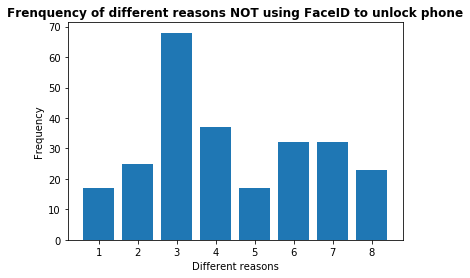 Frenquency of different reasons NOT using FaceID to unlock phone
70
60
50
40
30
20
10
0
Frequency
1 2 3 4 5 6 7 8
Different reasons